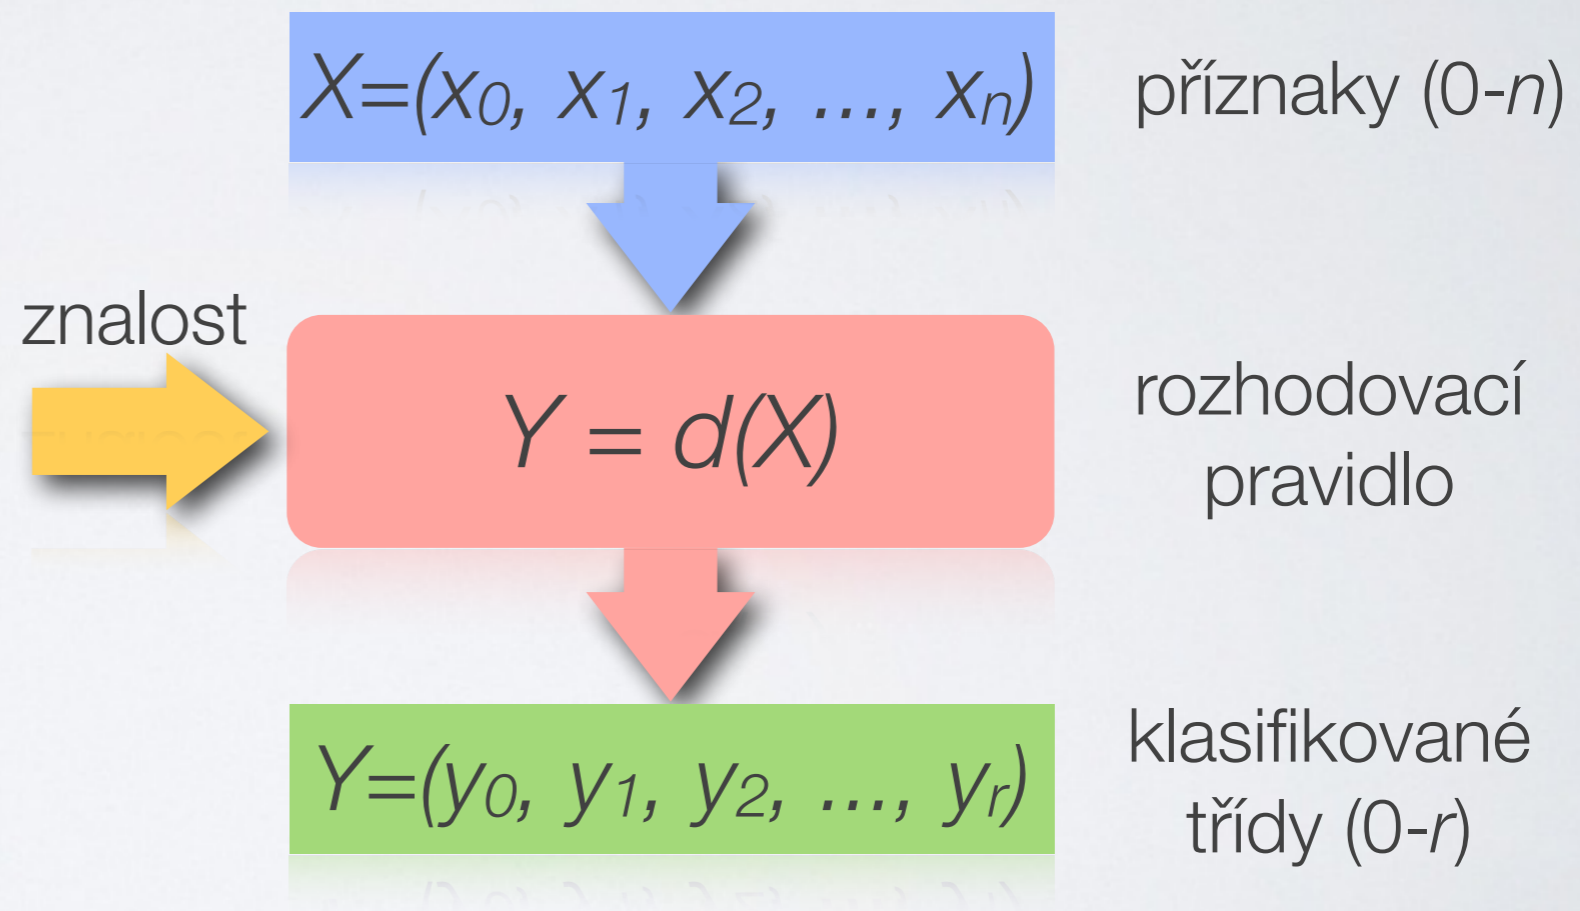 X=(x₀, x₁, x₂, ..., xₙ)
příznaky (0-n)
znalost
Y = d(X)
rozhodovací
pravidlo
Y=(y₀, y₁, y₂, ..., yᵣ)
klasifikované
třídy (0-r)